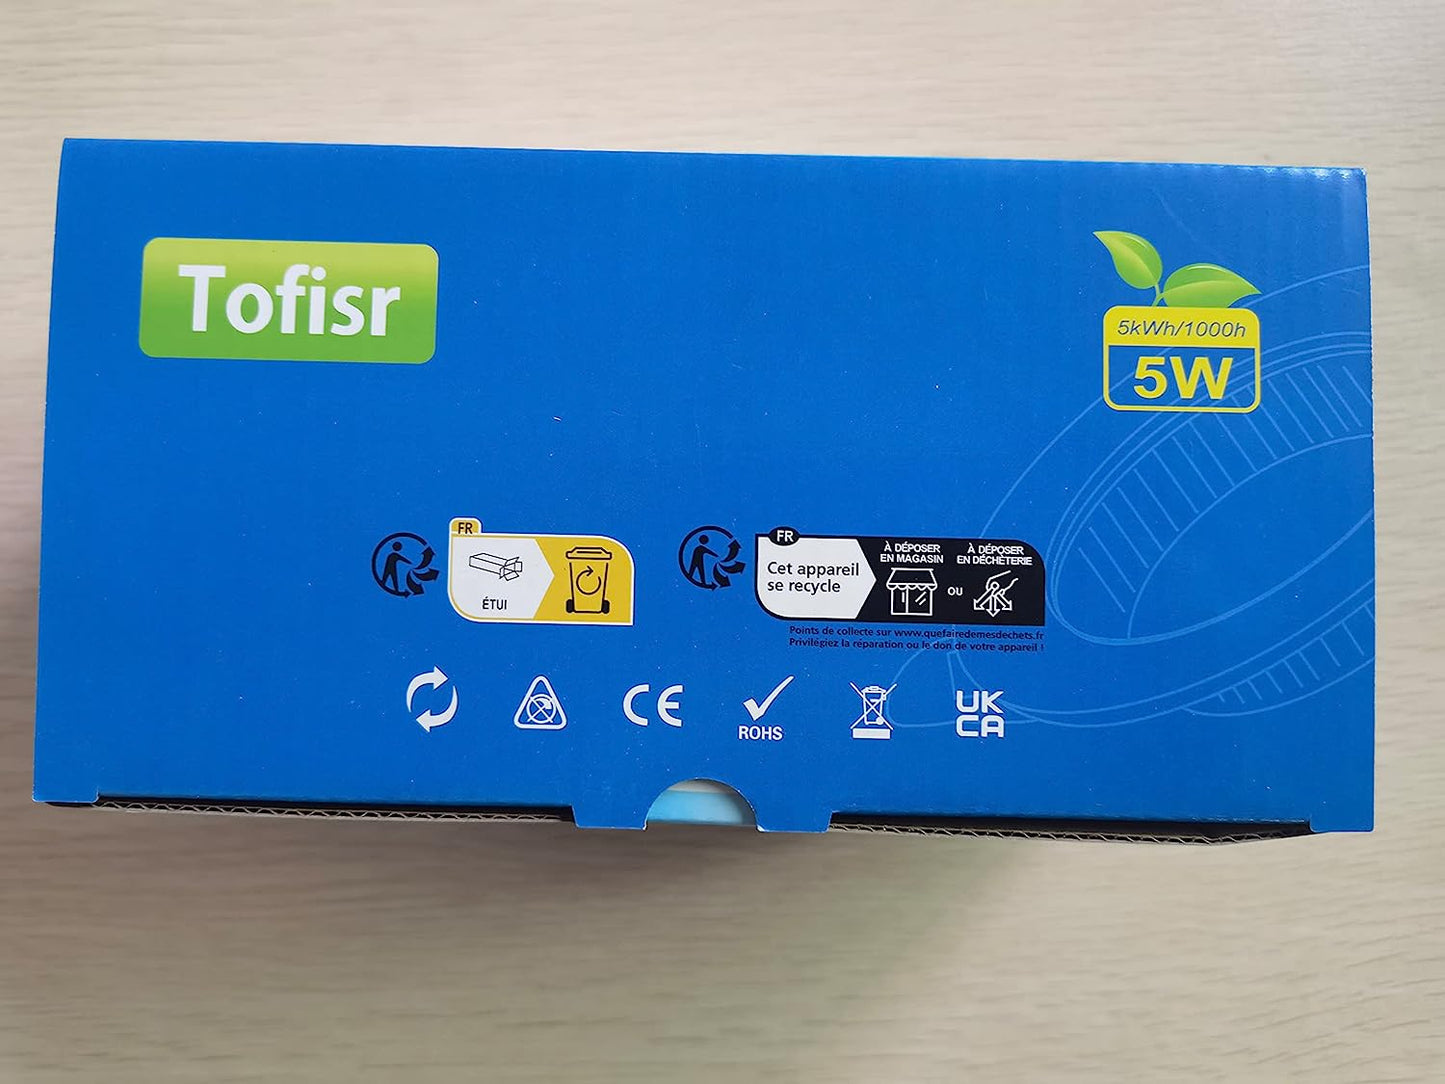 Tofisr
5kWh/1000h
5W
FR
ÉTUI
FR
Cet appareil
se recycle
À DÉPOSER
EN MAGASIN
OU
À DÉPOSER
EN DÉCHÈTERIE
Points de collecte sur www.quefairedemesdechets.fr
Privilégiez la réparation ou le don de votre appareil !
CE
ROHS
UK
CA